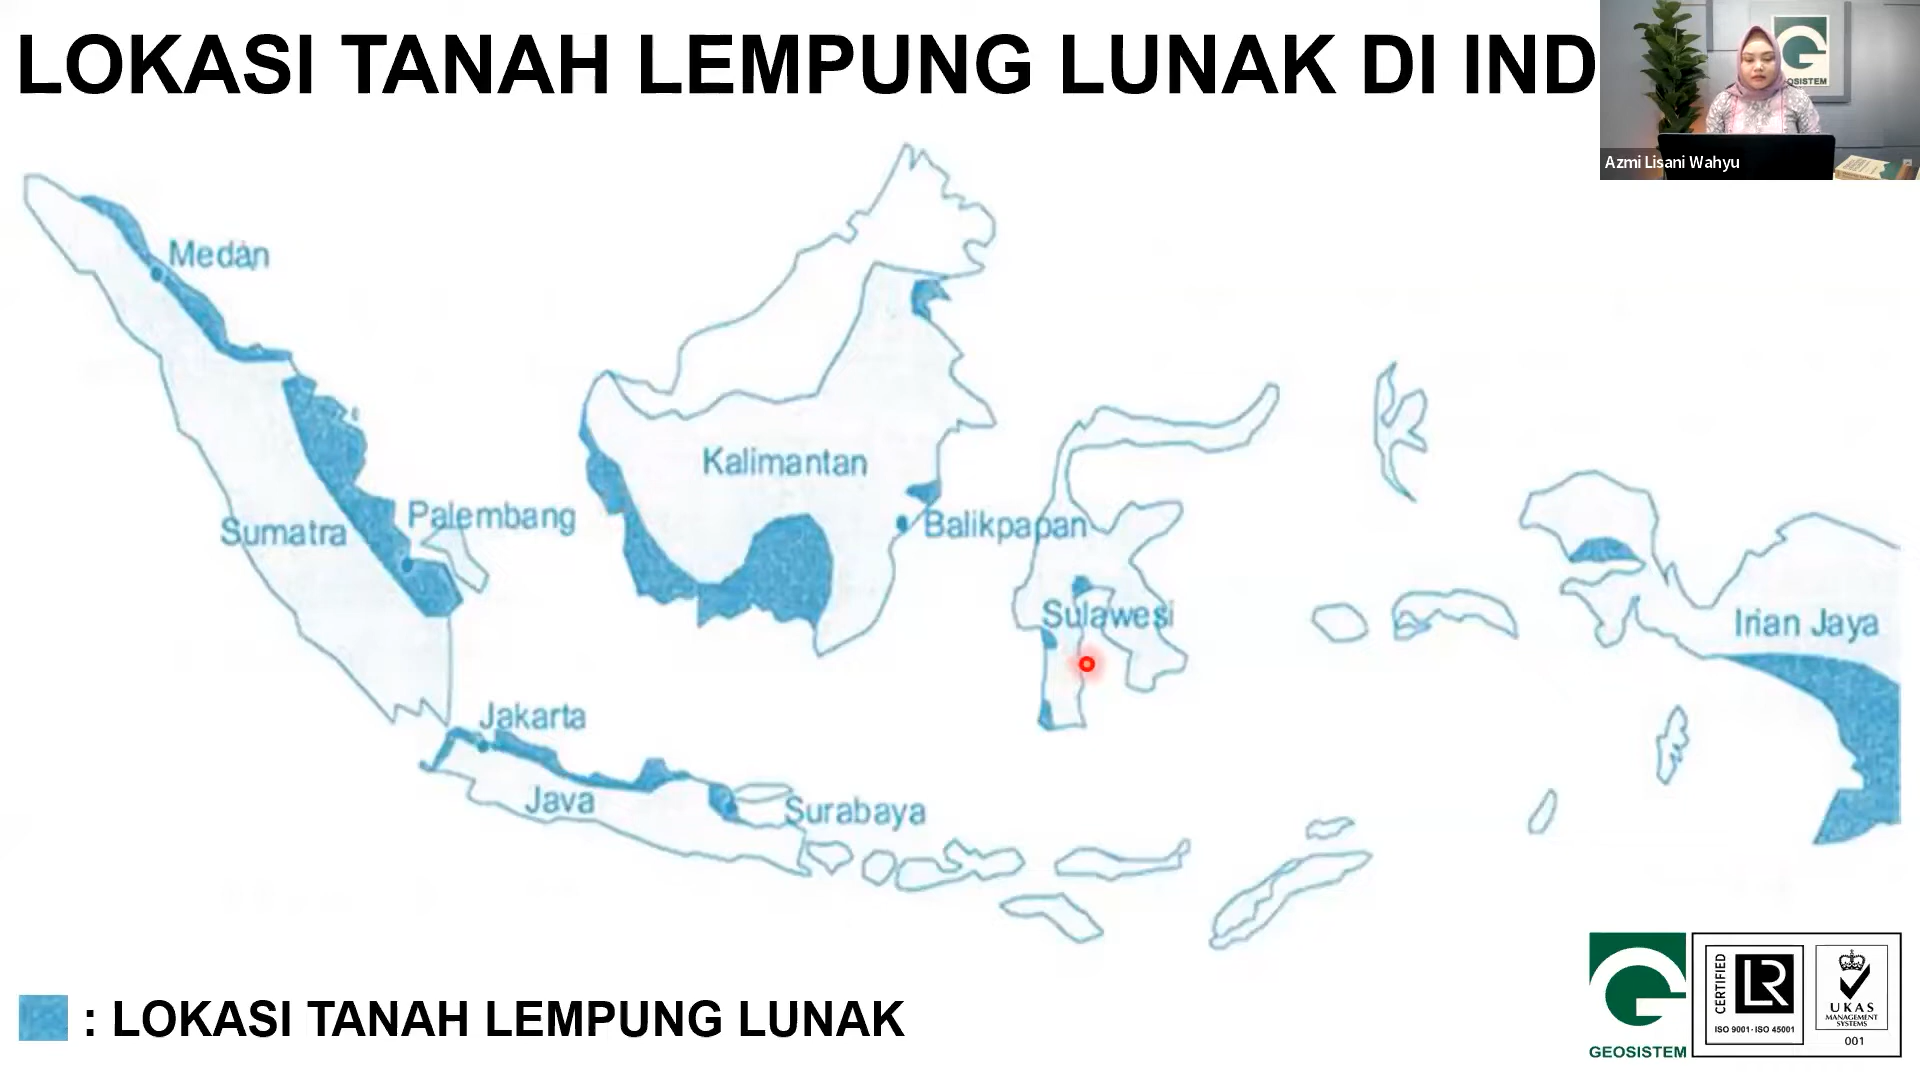 LOKASI TANAH LEMPUNG LUNAK DI IND
OSISTEM
Azmi Lisani Wahyu
Medan
Kalimantan
Palembang
Sumatra
Balikpapan
Sulawesi
Irian Jaya
Jakarta
Java
Surabaya
: LOKASI TANAH LEMPUNG LUNAK
GEOSISTEM
CERTIFIED
LR
ISO 9001 · ISO 45001
UKAS
MANAGEMENT
SYSTEMS
001